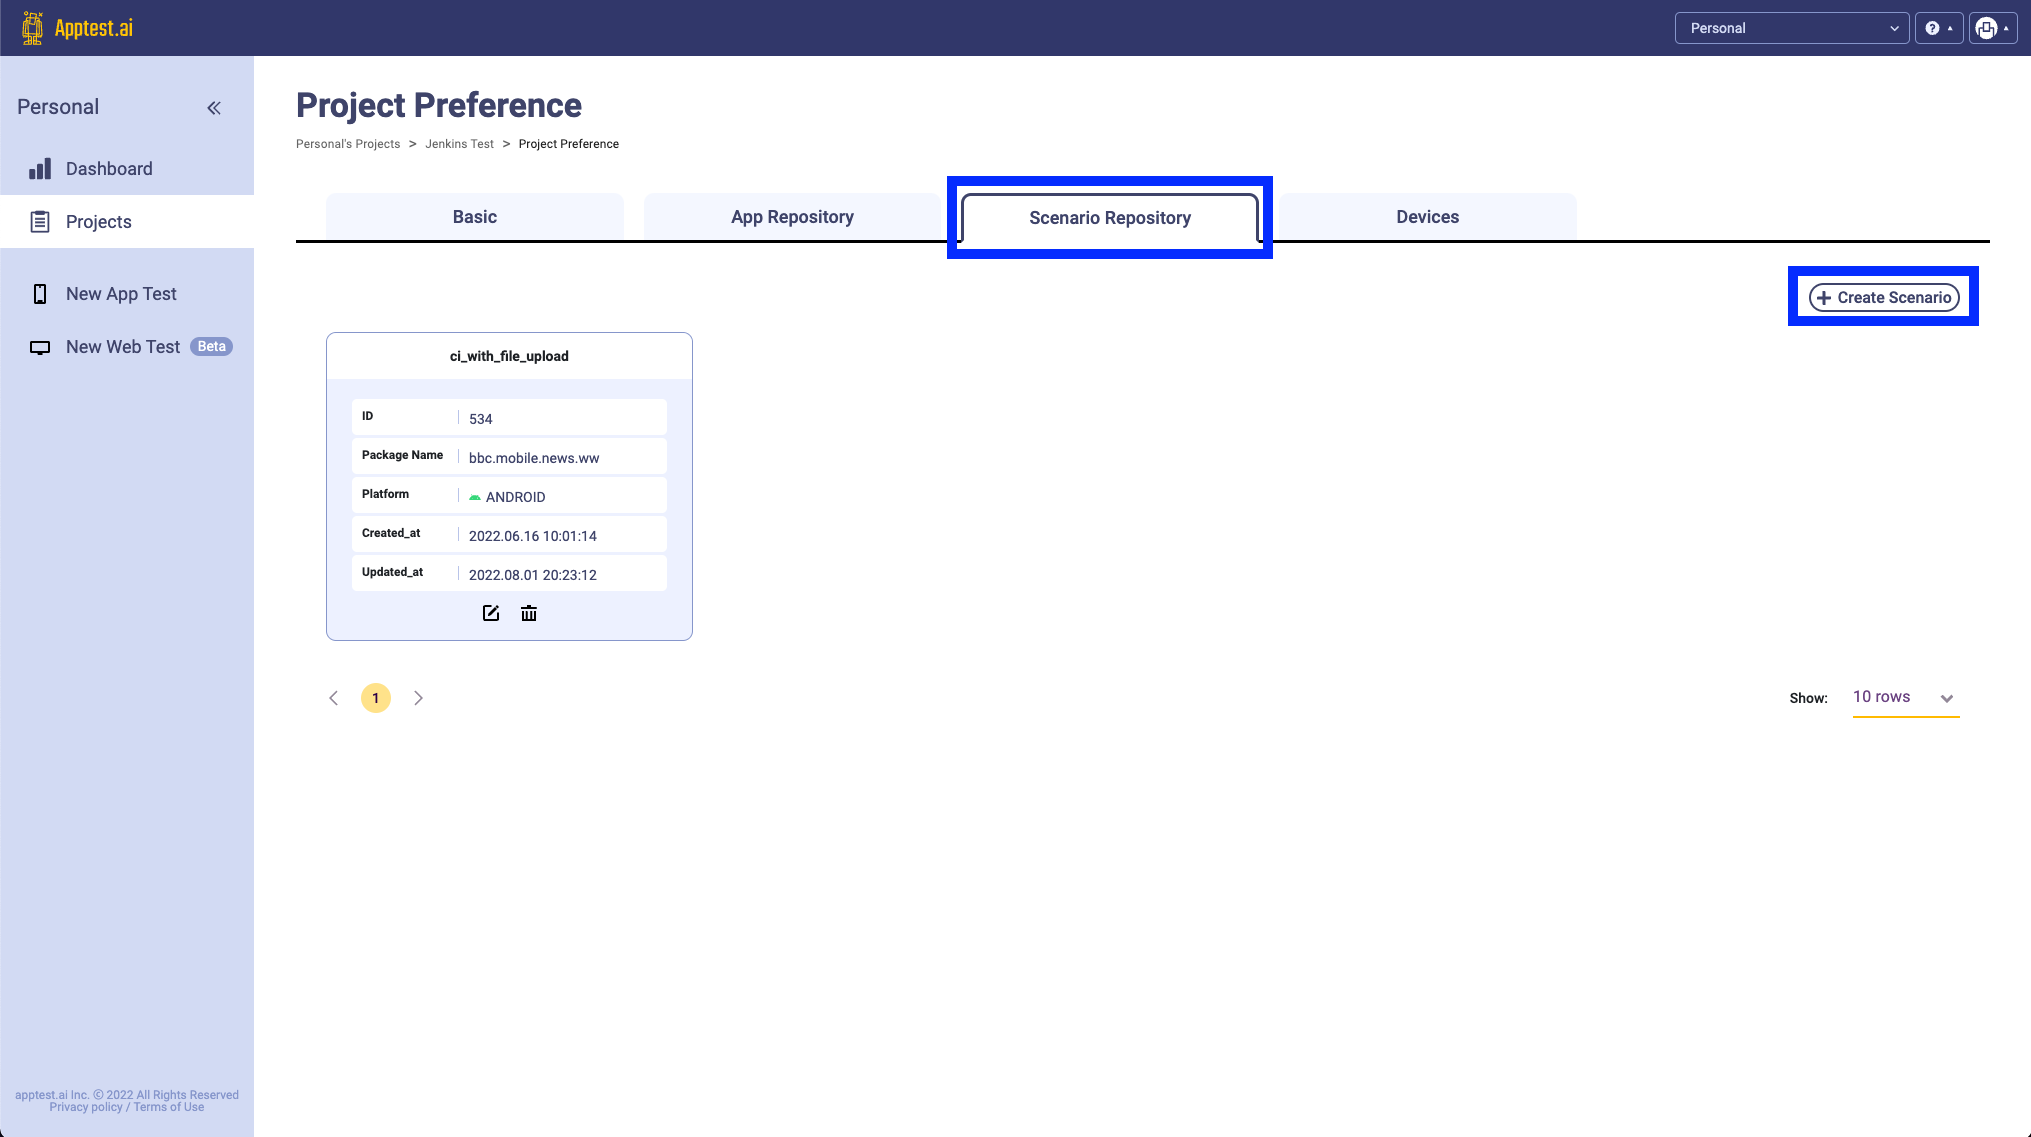 Apptest.ai
Personal
Personal
Dashboard
Projects
New App Test
New Web Test Beta
Project Preference
Personal's Projects > Jenkins Test > Project Preference
Basic
App Repository
Scenario Repository
Devices
+ Create Scenario
ci_with_file_upload
ID 534
Package Name bbc.mobile.news.ww
Platform ANDROID
Created_at 2022.06.16 10:01:14
Updated_at 2022.08.01 20:23:12
1
Show: 10 rows
apptest.ai Inc. © 2022 All Rights Reserved
Privacy policy / Terms of Use